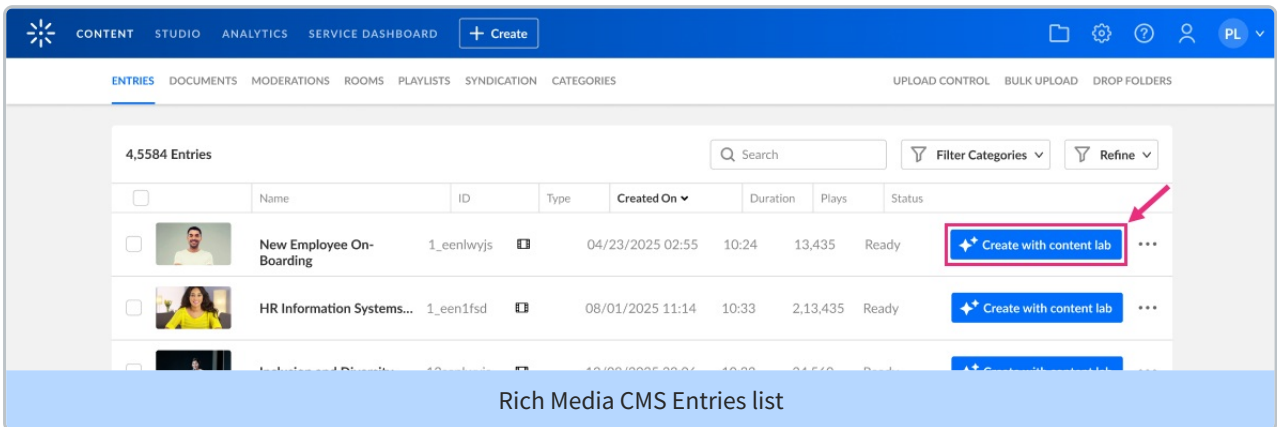 CONTENT STUDIO ANALYTICS SERVICE DASHBOARD + Create PL
ENTRIES DOCUMENTS MODERATIONS ROOMS PLAYLISTS SYNDICATION CATEGORIES UPLOAD CONTROL BULK UPLOAD DROP FOLDERS
4,5584 Entries Search Filter Categories Refine
Name ID Type Created On Duration Plays Status
New Employee On-
Boarding 1_eenlwyjs 04/23/2025 02:55 10:24 13,435 Ready Create with content lab
HR Information Systems... 1_een1fsd 08/01/2025 11:14 10:33 2,13,435 Ready Create with content lab
Rich Media CMS Entries list